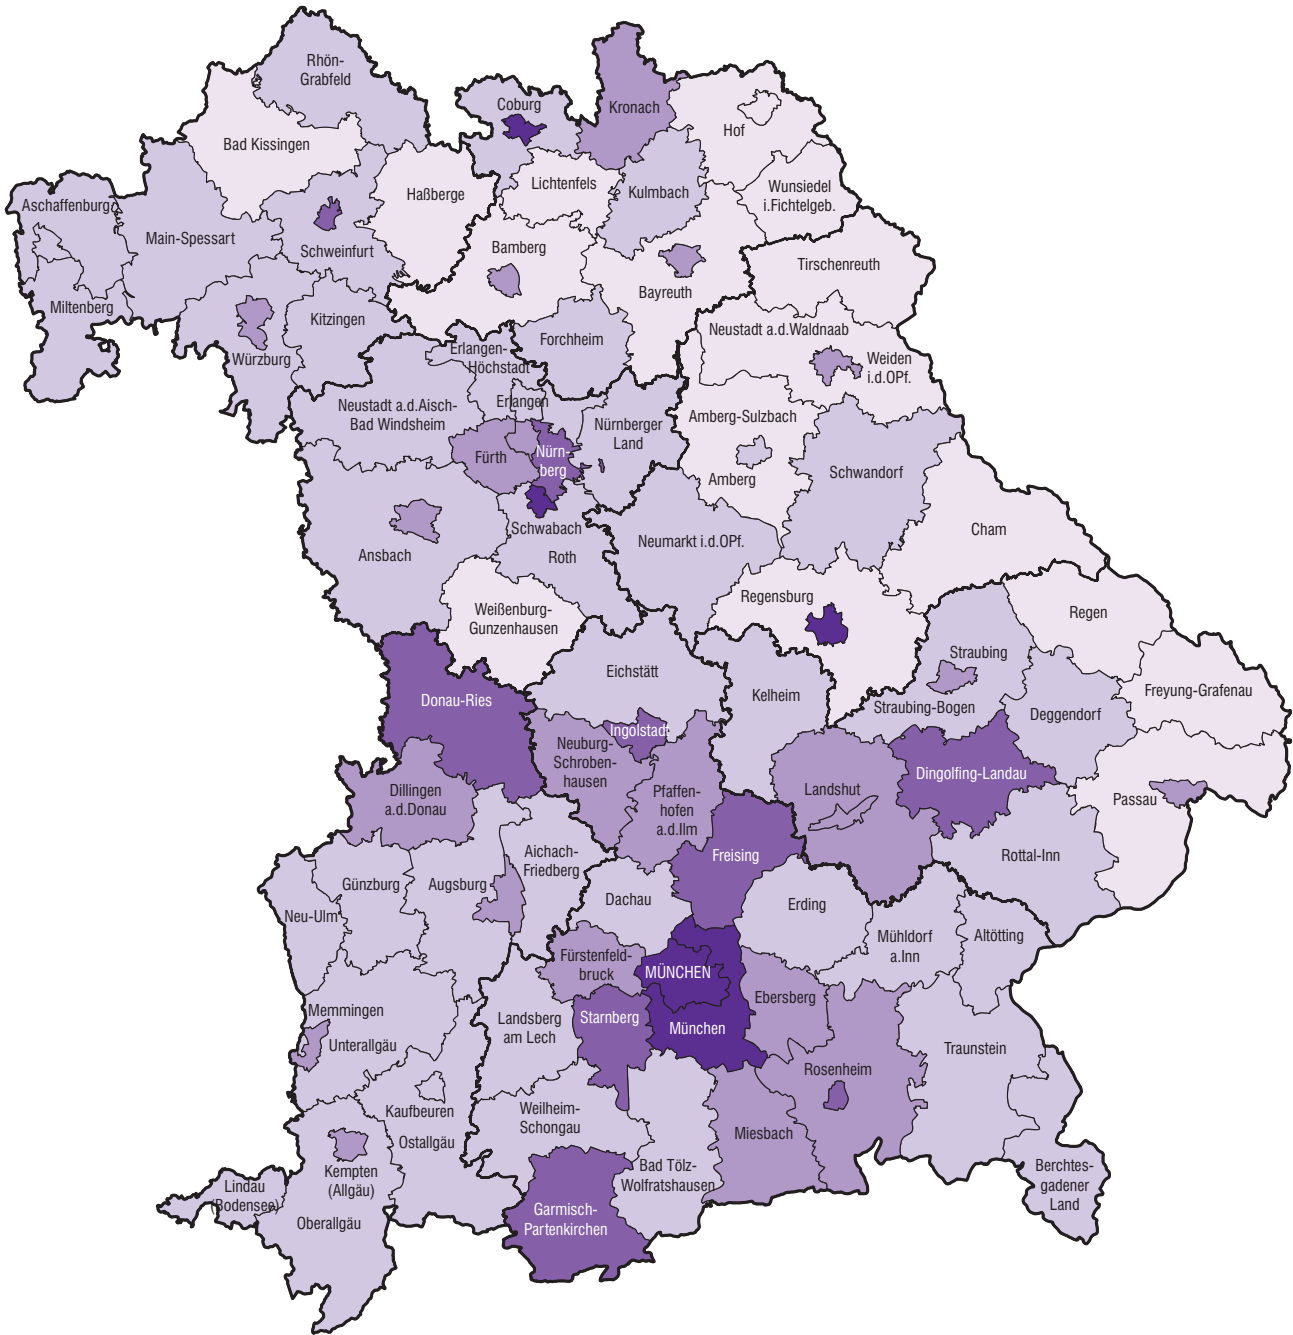 Rhön-
Grabfeld
Coburg
Kronach
Hof
Bad Kissingen
Lichtenfels
Kulmbach
Wunsiedel
i.Fichtelgeb.
Haßberge
Aschaffenburg
Main-Spessart
Schweinfurt
Bamberg
Tirschenreuth
Bayreuth
Miltenberg
Kitzingen
Würzburg
Forchheim
Neustadt a.d.Waldnaab
Erlangen-
Höchstadt
Weiden
i.d.OPf.
Erlangen
Neustadt a.d.Aisch-
Bad Windsheim
Nürnberger
Land
Amberg-Sulzbach
Fürth
Nürn-
berg
Amberg
Schwandorf
Schwabach
Roth
Ansbach
Neumarkt i.d.OPf.
Cham
Regensburg
Weißenburg-
Gunzenhausen
Regen
Straubing
Eichstätt
Kelheim
Freyung-Grafenau
Donau-Ries
Straubing-Bogen
Deggendorf
Ingolstadt
Neuburg-
Schroben-
hausen
Dingolfing-Landau
Dillingen
a.d.Donau
Pfaffen-
hofen
a.d.Ilm
Landshut
Passau
Freising
Rottal-Inn
Aichach-
Friedberg
Günzburg
Augsburg
Dachau
Erding
Neu-Ulm
Mühldorf
a.Inn
Altötting
Fürstenfeld-
bruck
MÜNCHEN
Ebersberg
Memmingen
Landsberg
am Lech
Starnberg
München
Unterallgäu
Traunstein
Rosenheim
Kaufbeuren
Weilheim-
Schongau
Ostallgäu
Miesbach
Kempten
(Allgäu)
Bad Tölz-
Wolfratshausen
Berchtes-
gadener
Land
Lindau
(Bodensee)
Oberallgäu
Garmisch-
Partenkirchen